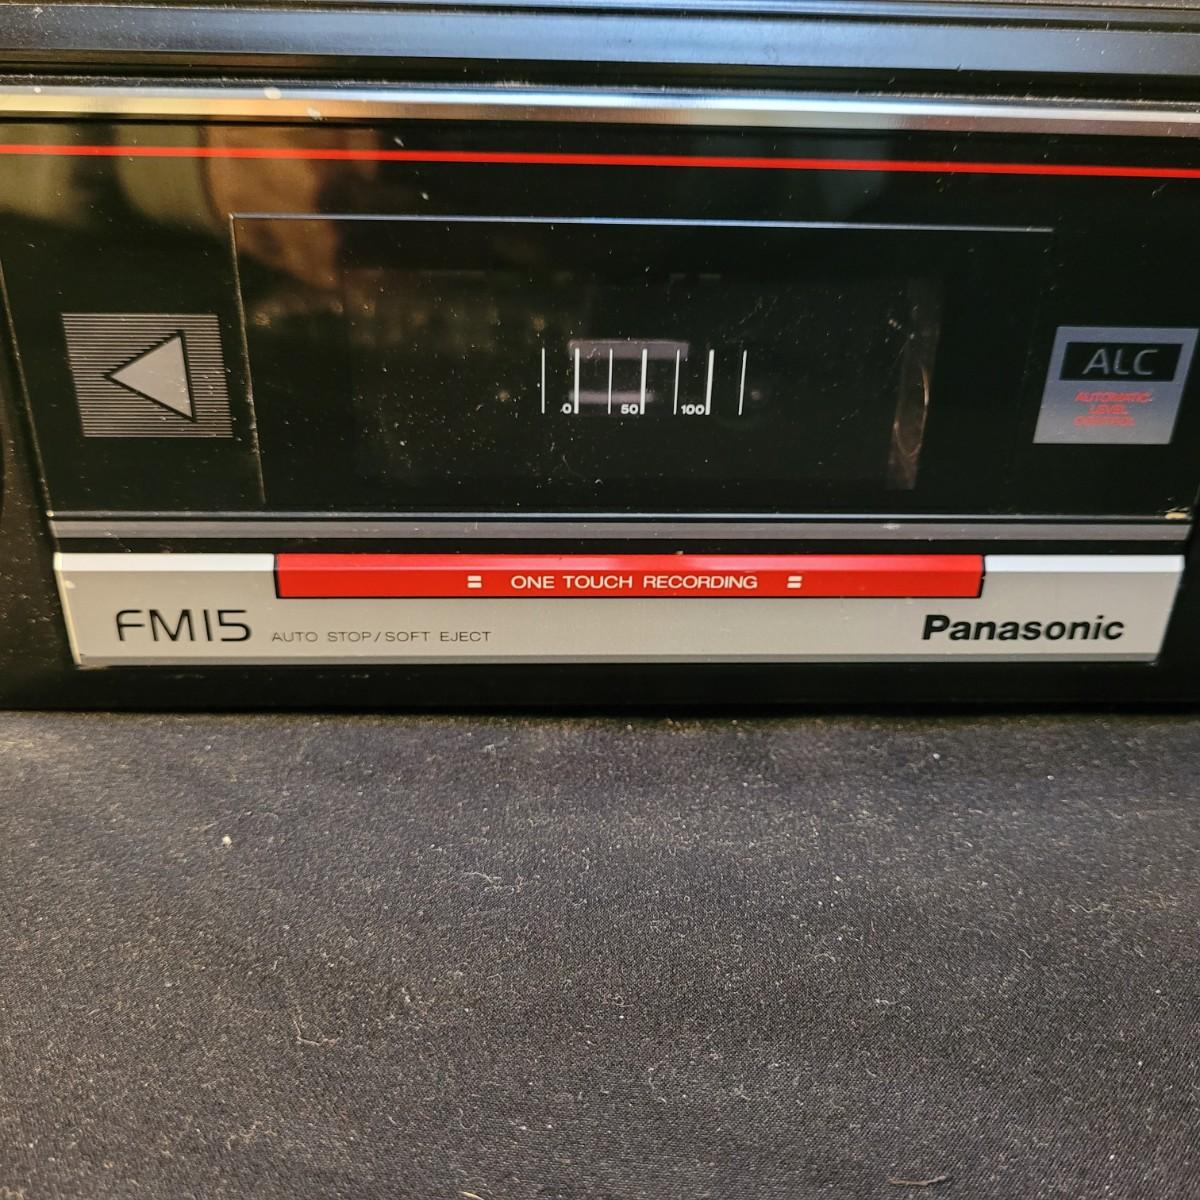 ALC
AUTOMATIC
LEVEL
CONTROL
0 50 100
ONE TOUCH RECORDING
FM15 AUTO STOP/SOFT EJECT
Panasonic